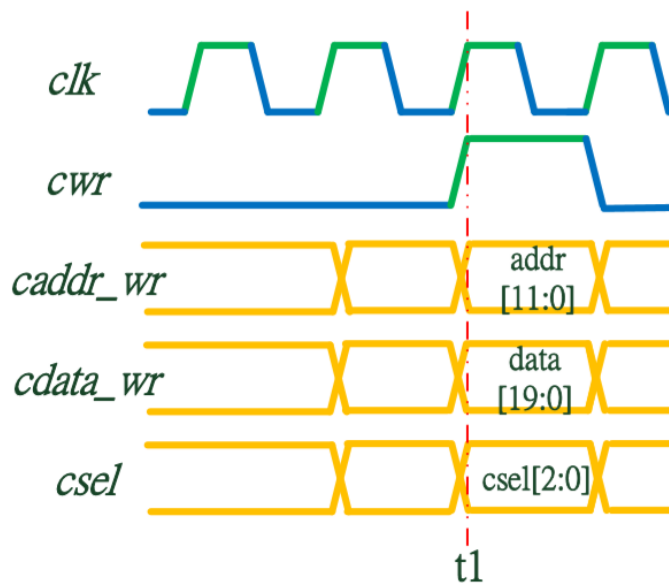 clk
cwr
caddr_wr
addr
[11:0]
cdata_wr
data
[19:0]
csel
csel[2:0]
t1